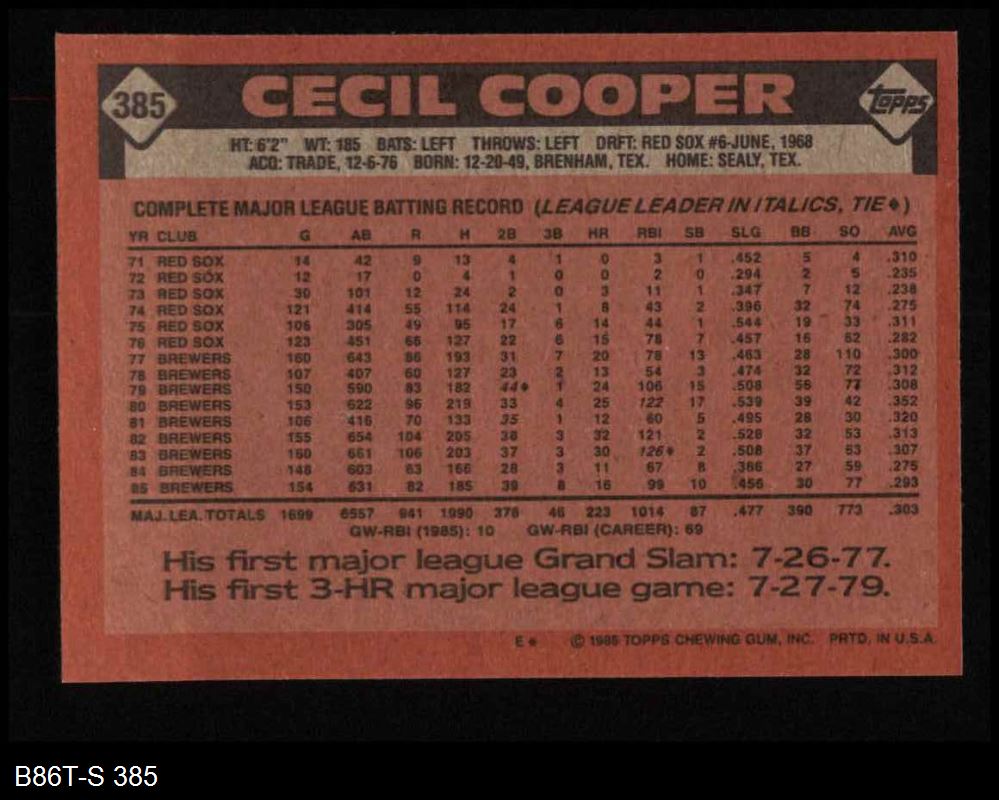 385 CECIL COOPER Topps
HT: 6'2" WT: 185 BATS: LEFT THROWS: LEFT DRFT: RED SOX #6-JUNE, 1968
ACQ: TRADE, 12-6-76 BORN: 12-20-49, BRENHAM, TEX. HOME: SEALY, TEX.
COMPLETE MAJOR LEAGUE BATTING RECORD (LEAGUE LEADER IN ITALICS, TIE ♦)
YR CLUB G AB R H 2B 3B HR RBI SB SLG BB SO AVG
71 RED SOX 14 42 9 13 4 1 0 3 1 .452 5 4 .310
72 RED SOX 12 17 0 4 1 0 0 2 0 .294 2 5 .235
73 RED SOX 30 101 12 24 2 0 3 11 1 .347 7 12 .238
74 RED SOX 121 414 55 114 24 1 8 43 2 .396 32 74 .275
75 RED SOX 106 305 49 95 17 6 14 44 1 .544 19 33 .311
76 RED SOX 123 451 66 127 22 6 15 78 7 .457 16 62 .282
77 BREWERS 160 643 86 193 31 7 20 78 13 .463 28 110 .300
78 BREWERS 107 407 60 127 23 2 13 54 3 .474 32 72 .312
79 BREWERS 150 590 83 182 44♦ 1 24 106 15 .508 56 77 .308
80 BREWERS 153 622 96 219 33 4 25 122 17 .539 39 42 .352
81 BREWERS 106 416 70 133 35 1 12 60 5 .495 28 30 .320
82 BREWERS 155 654 104 205 38 3 32 121 2 .528 32 53 .313
83 BREWERS 160 661 106 203 37 3 30 126♦ 2 .508 37 63 .307
84 BREWERS 148 603 63 166 28 3 11 67 8 .386 27 59 .275
85 BREWERS 154 631 82 185 39 8 16 99 10 .456 30 77 .293
MAJ. LEA. TOTALS 1699 6557 941 1990 378 46 223 1014 87 .477 390 773 .303
GW-RBI (1985): 10 GW-RBI (CAREER): 69
His first major league Grand Slam: 7-26-77.
His first 3-HR major league game: 7-27-79.
E * © 1986 TOPPS CHEWING GUM, INC. PRTD. IN U.S.A.
B86T-S 385